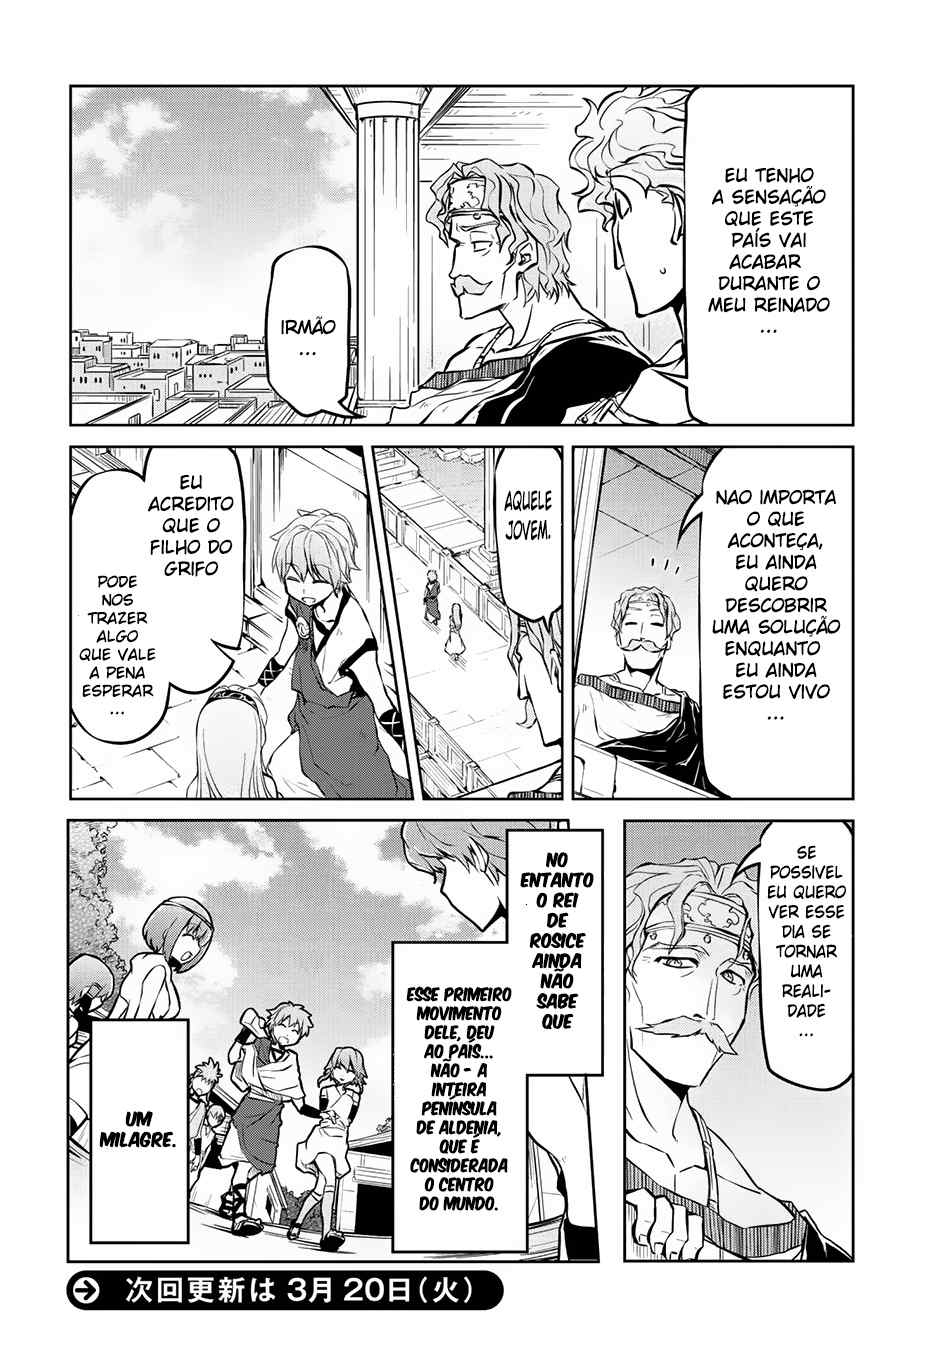 EU TENHO
A SENSAÇÃO
QUE ESTE
PAÍS VAI
ACABAR
DURANTE O
MEU REINADO
...
IRMÃO
...
NAO IMPORTA
O QUE
ACONTEÇA,
EU AINDA
QUERO
DESCOBRIR
UMA SOLUÇÃO
ENQUANTO
EU AINDA
ESTOU VIVO
...
AQUELE
JOVEM.
EU
ACREDITO
QUE O
FILHO DO
GRIFO
PODE
NOS
TRAZER
ALGO
QUE VALE
A PENA
ESPERAR
...
SE
POSSIVEL
EU QUERO
VER ESSE
DIA SE
TORNAR
UMA
REALI-
DADE
...
NO
ENTANTO
O REI
DE
ROSICE
AINDA
NÃO
SABE
QUE
ESSE PRIMEIRO
MOVIMENTO
DELE, DEU
AO PAÍS...
NÃO - A
INTEIRA
PENÍNSULA
DE ALDENIA,
QUE É
CONSIDERADA
O CENTRO
DO MUNDO.
UM
MILAGRE.
次回更新は 3月 20日(火)